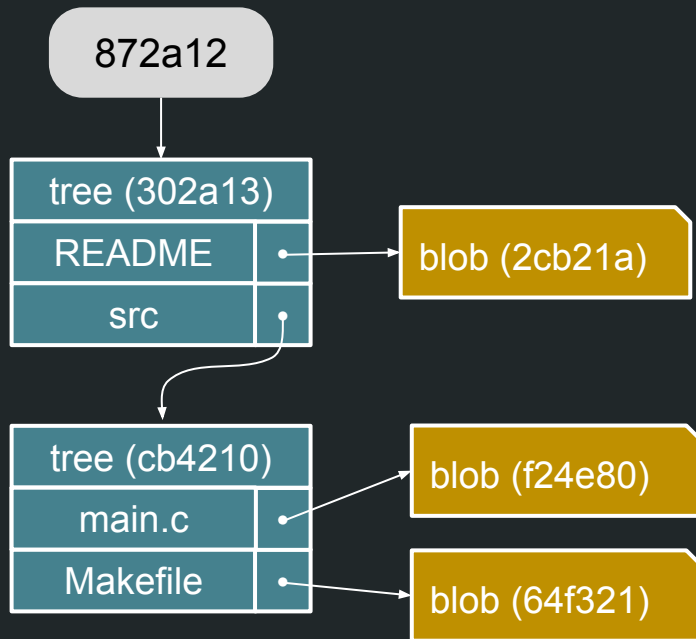 872a12
tree (302a13)
README
blob (2cb21a)
src
tree (cb4210)
main.c
blob (f24e80)
Makefile
blob (64f321)